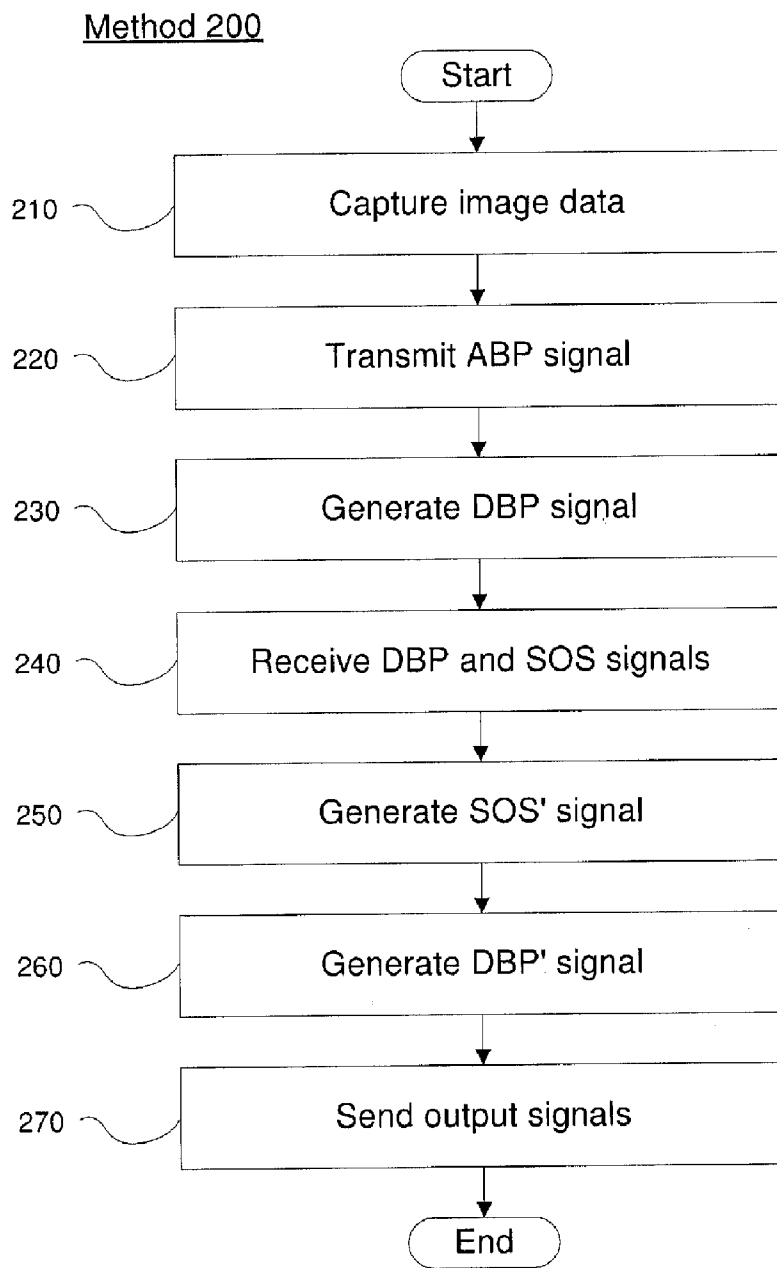 Method 200
Start
210 Capture image data
220 Transmit ABP signal
230 Generate DBP signal
240 Receive DBP and SOS signals
250 Generate SOS' signal
260 Generate DBP' signal
270 Send output signals
End